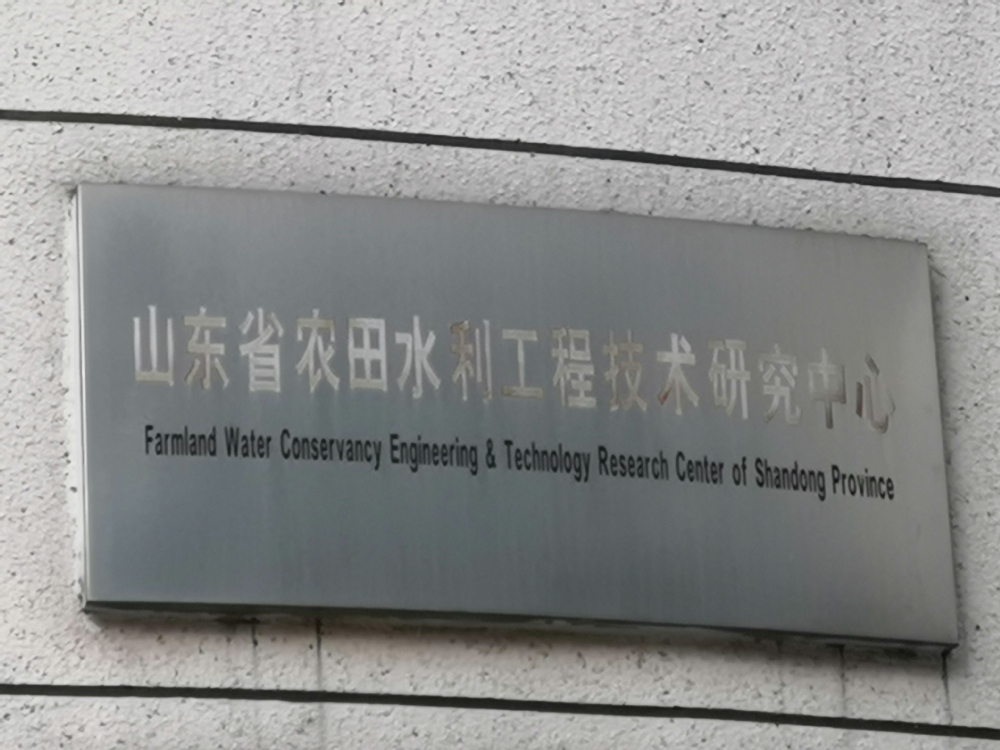 山东省农田水利工程技术研究中心
Farmland Water Conservancy Engineering & Technology Research Center of Shandong Province